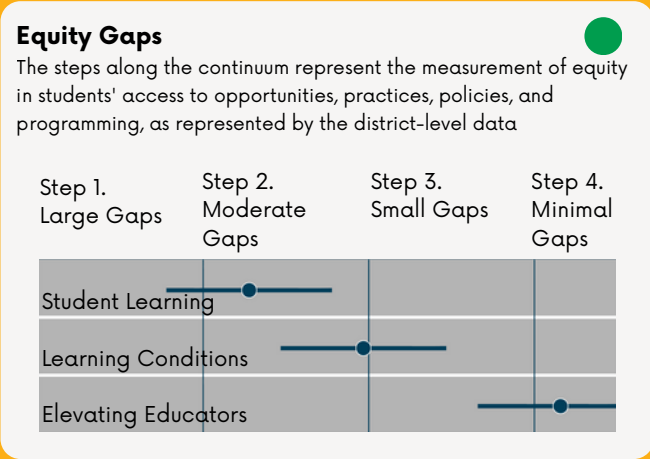 Equity Gaps
The steps along the continuum represent the measurement of equity
in students' access to opportunities, practices, policies, and
programming, as represented by the district-level data
Step 1.
Large Gaps
Step 2.
Moderate
Gaps
Step 3.
Small Gaps
Step 4.
Minimal
Gaps
Student Learning
Learning Conditions
Elevating Educators